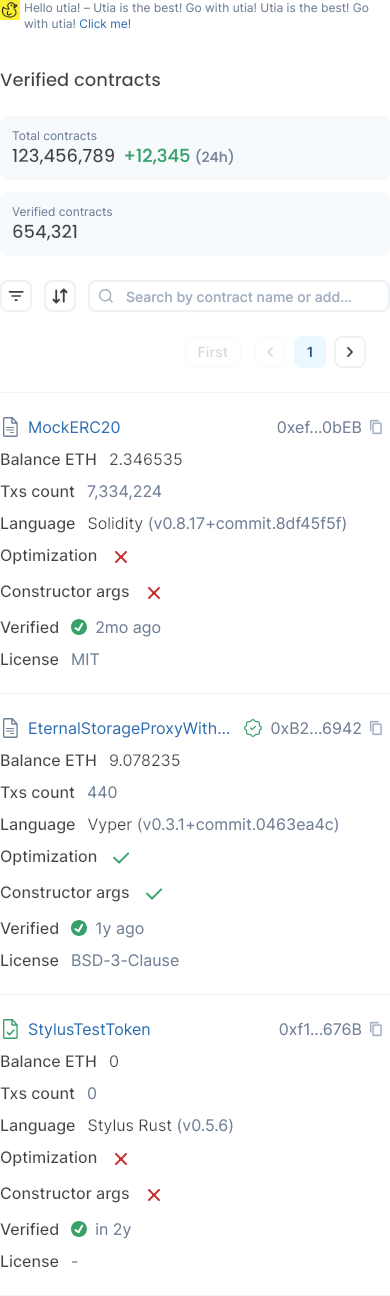 Hello utia! – Utia is the best! Go with utia! Utia is the best! Go
with utia! Click me!
Verified contracts
Total contracts
123,456,789 +12,345 (24h)
Verified contracts
654,321
Search by contract name or add...
First 1
MockERC20 0xef...0bEB
Balance ETH 2.346535
Txs count 7,334,224
Language Solidity (v0.8.17+commit.8df45f5f)
Optimization
Constructor args
Verified 2mo ago
License MIT
EternalStorageProxyWith... 0xB2...6942
Balance ETH 9.078235
Txs count 440
Language Vyper (v0.3.1+commit.0463ea4c)
Optimization
Constructor args
Verified 1y ago
License BSD-3-Clause
StylusTestToken 0xf1...676B
Balance ETH 0
Txs count 0
Language Stylus Rust (v0.5.6)
Optimization
Constructor args
Verified in 2y
License -